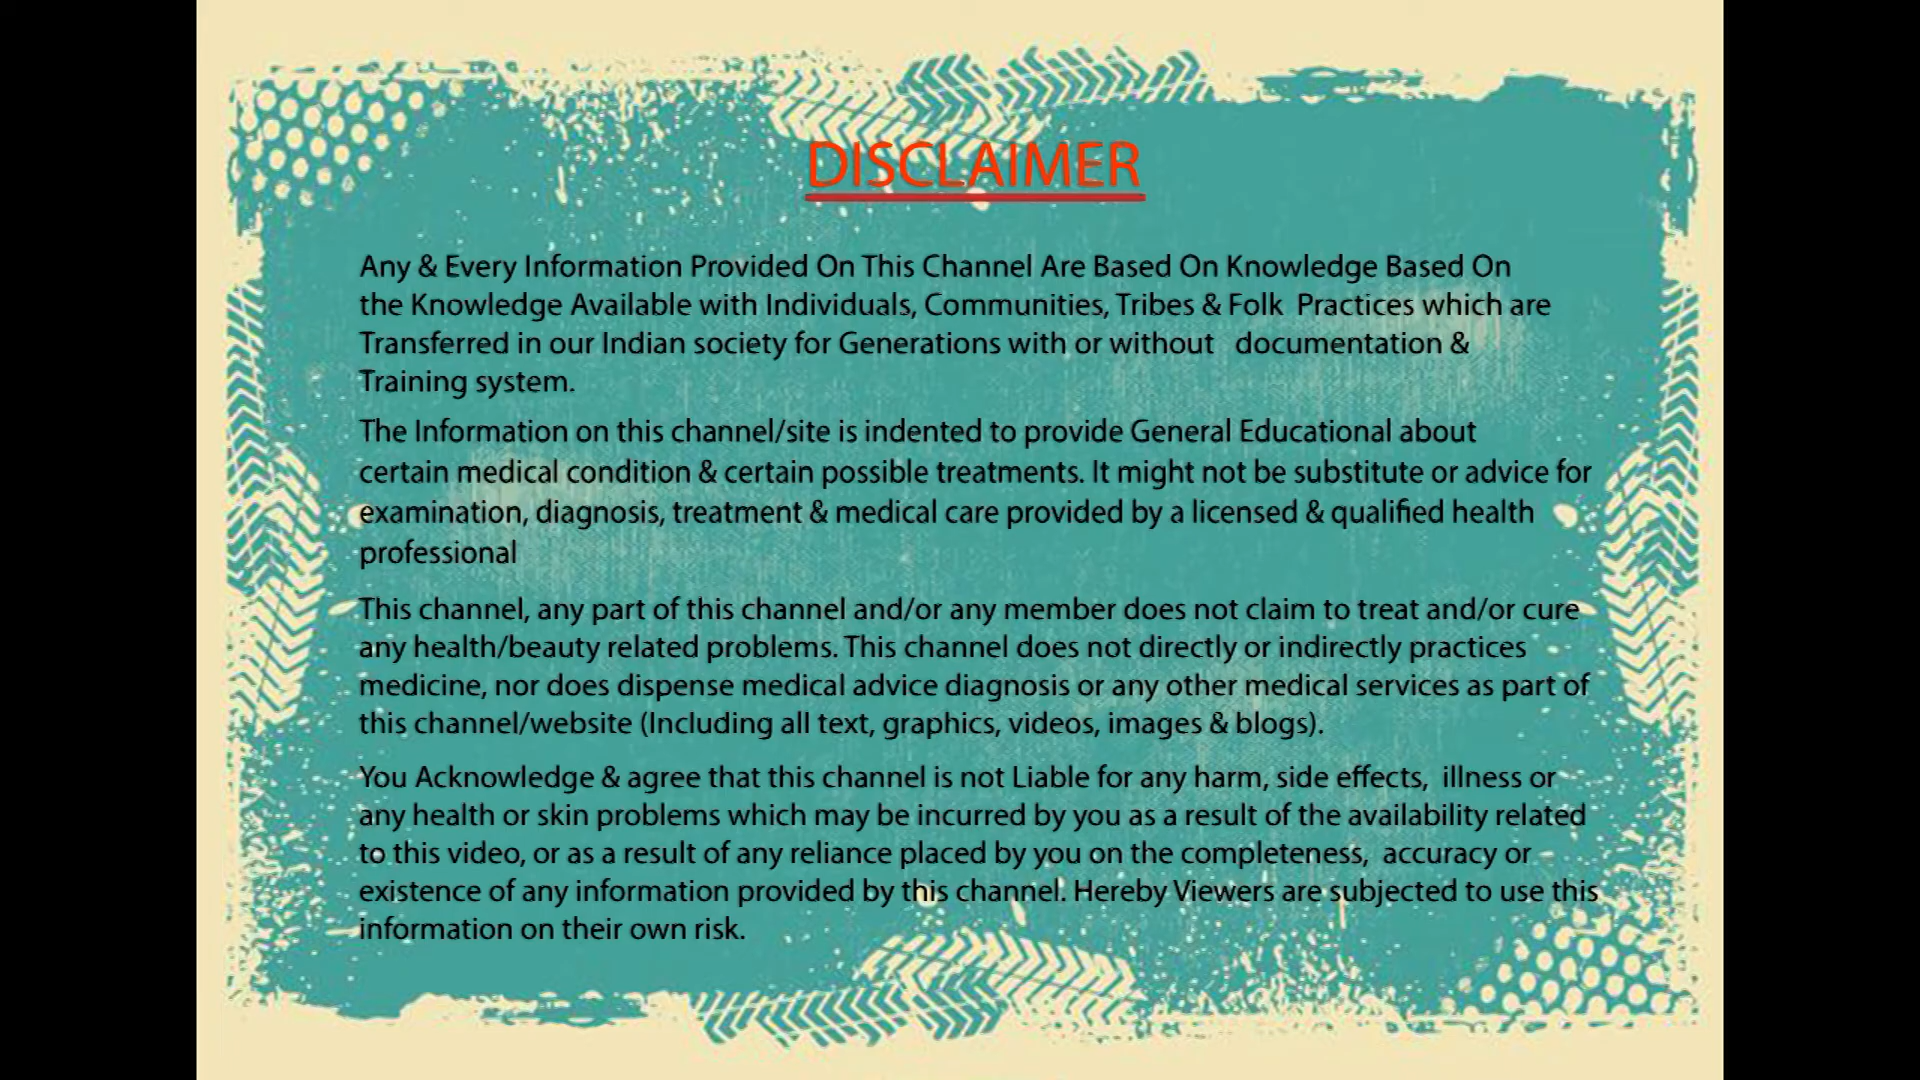 DISCLAIMER
Any & Every Information Provided On This Channel Are Based On Knowledge Based On
the Knowledge Available with Individuals, Communities, Tribes & Folk Practices which are
Transferred in our Indian society for Generations with or without documentation &
Training system.
The Information on this channel/site is indented to provide General Educational about
certain medical condition & certain possible treatments. It might not be substitute or advice for
examination, diagnosis, treatment & medical care provided by a licensed & qualified health
professional
This channel, any part of this channel and/or any member does not claim to treat and/or cure
any health/beauty related problems. This channel does not directly or indirectly practices
medicine, nor does dispense medical advice diagnosis or any other medical services as part of
this channel/website (Including all text, graphics, videos, images & blogs).
You Acknowledge & agree that this channel is not Liable for any harm, side effects, illness or
any health or skin problems which may be incurred by you as a result of the availability related
to this video, or as a result of any reliance placed by you on the completeness, accuracy or
existence of any information provided by this channel. Hereby Viewers are subjected to use this
information on their own risk.